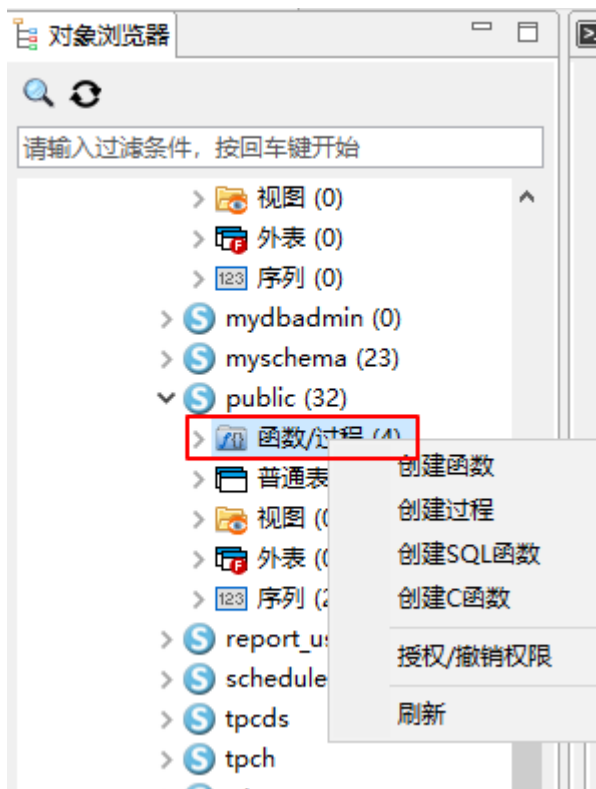 对象浏览器
请输入过滤条件，按回车键开始
视图 (0)
外表 (0)
123 序列 (0)
S mydbadmin (0)
S myschema (23)
S public (32)
函数/过程 (4)
普通表
视图 (
外表 (
123 序列 (2
S report_u
S schedule
S tpcds
S tpch
创建函数
创建过程
创建SQL函数
创建C函数
授权/撤销权限
刷新